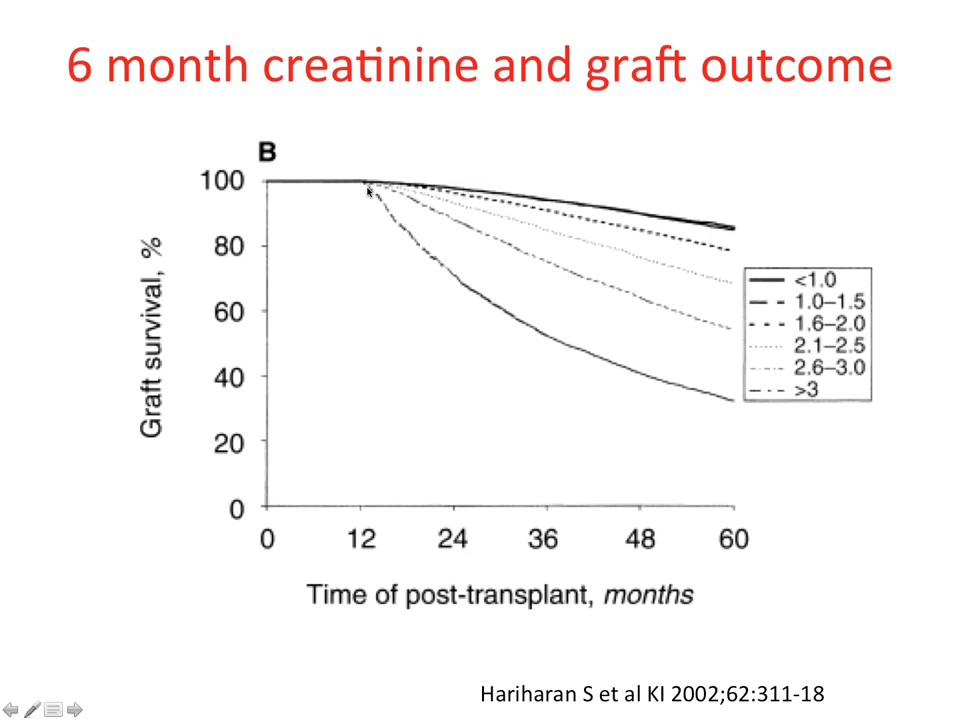 6 month creatinine and graft outcome
B
100
80
60
40
20
0
Graft survival, %
0 12 24 36 48 60
Time of post-transplant, months
<1.0
1.0–1.5
1.6–2.0
2.1–2.5
2.6–3.0
>3
Hariharan S et al KI 2002;62:311-18